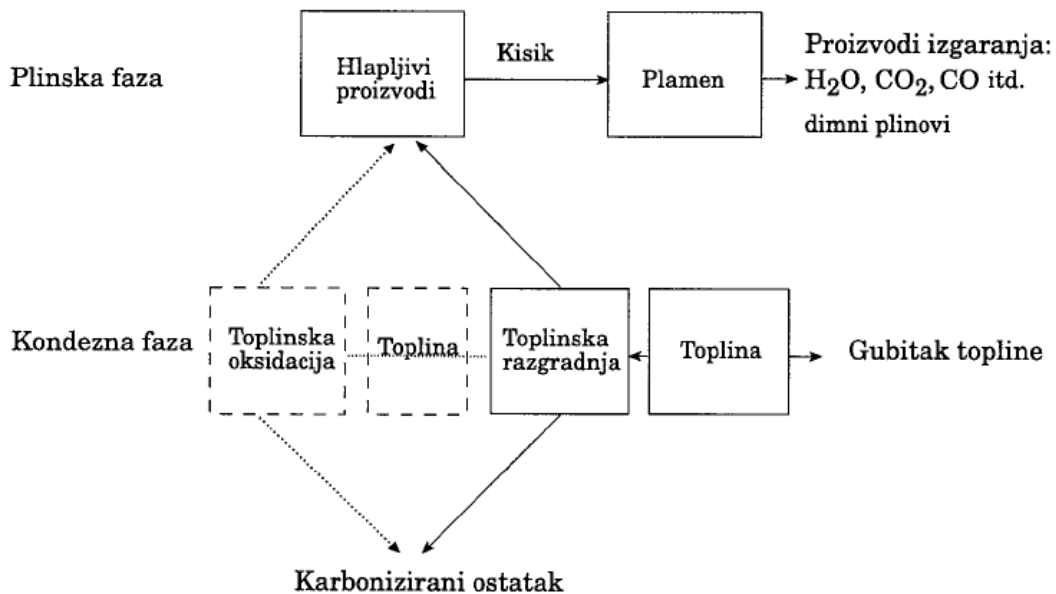 Plinska faza
Hlapljivi
proizvodi
Kisik
Plamen
Proizvodi izgaranja:
H₂O, CO₂, CO itd.
dimni plinovi
Kondezna faza
Toplinska
oksidacija
Toplina
Toplinska
razgradnja
Toplina
Gubitak topline
Karbonizirani ostatak